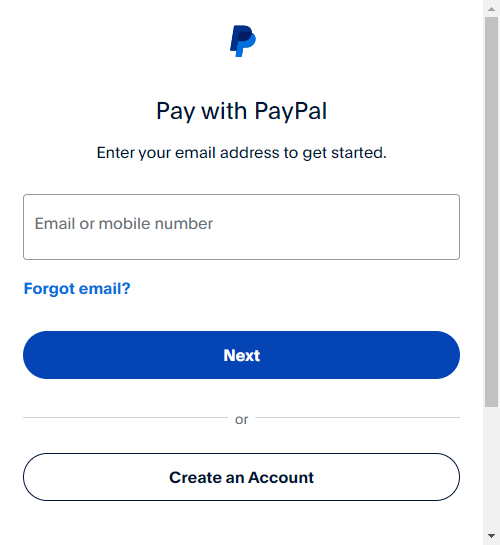 Pay with PayPal
Enter your email address to get started.
Email or mobile number
Forgot email?
Next
or
Create an Account